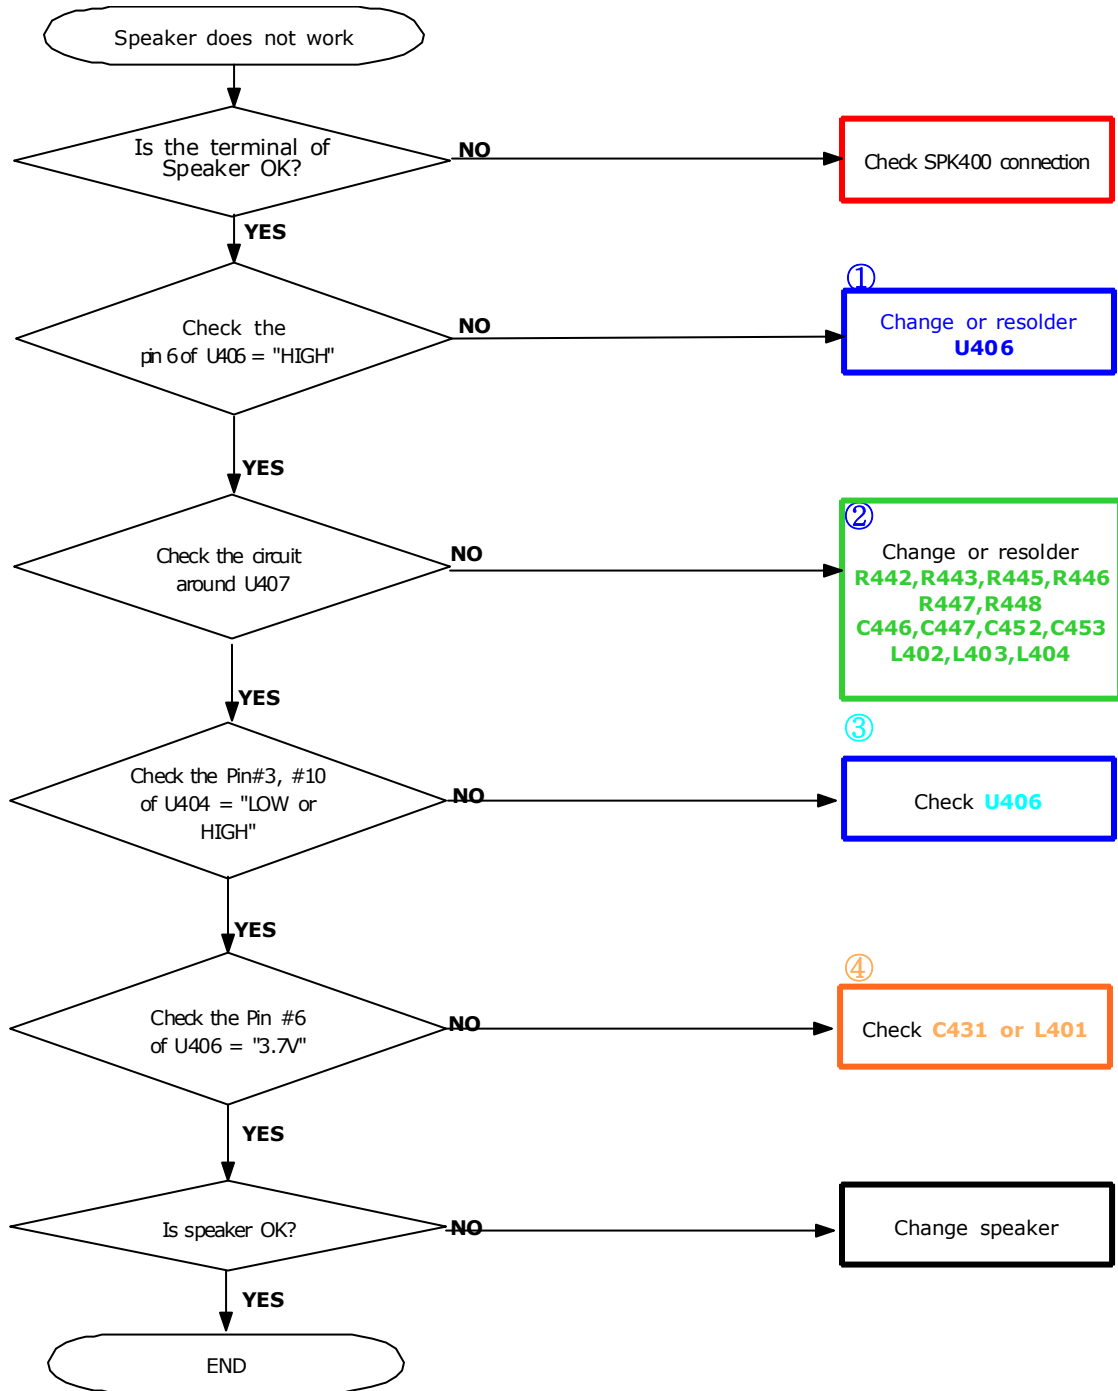 Speaker does not work
Is the terminal of
Speaker OK?
NO
Check SPK400 connection
YES
①
Check the
pin 6 of U406 = "HIGH"
NO
Change or resolder
U406
YES
②
Check the circuit
around U407
NO
Change or resolder
R442,R443,R445,R446
R447,R448
C446,C447,C452,C453
L402,L403,L404
YES
③
Check the Pin#3, #10
of U404 = "LOW or
HIGH"
NO
Check U406
YES
④
Check the Pin #6
of U406 = "3.7V"
NO
Check C431 or L401
YES
Is speaker OK?
NO
Change speaker
YES
END